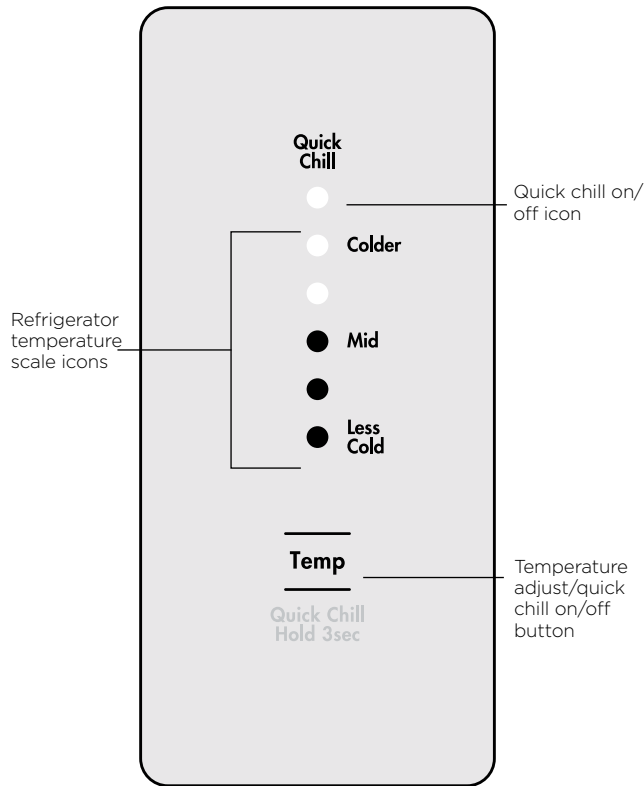 Quick
Chill
Quick chill on/
off icon
Colder
Refrigerator
temperature
scale icons
Mid
Less
Cold
Temp
Temperature
adjust/quick
chill on/off
button
Quick Chill
Hold 3sec